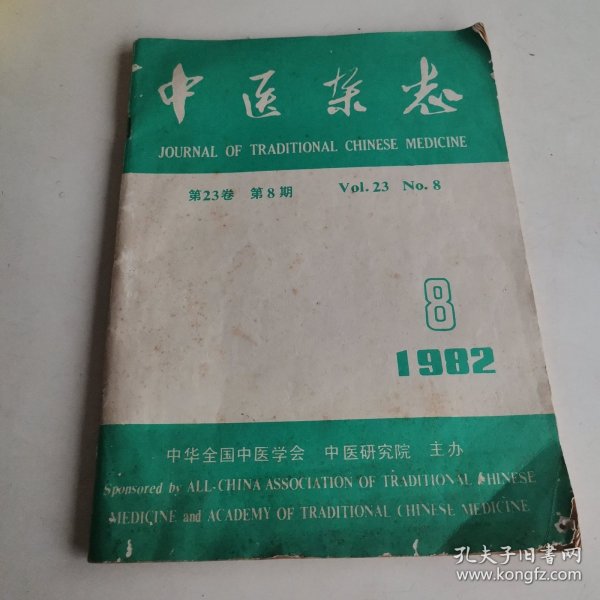 中医杂志
JOURNAL OF TRADITIONAL CHINESE MEDICINE
第23卷 第8期 Vol.23 No.8
8
1982
中华全国中医学会 中医研究院 主办
Sponsored by ALL-CHINA ASSOCIATION OF TRADITIONAL CHINESE
MEDICINE and ACADEMY OF TRADITIONAL CHINESE MEDICINE
孔夫子旧书网
www.kongfz.com